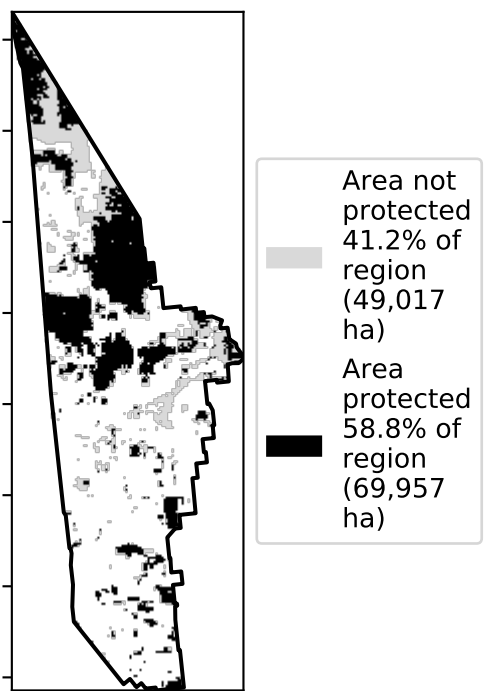 Area not
protected
41.2% of
region
(49,017
ha)
Area
protected
58.8% of
region
(69,957
ha)